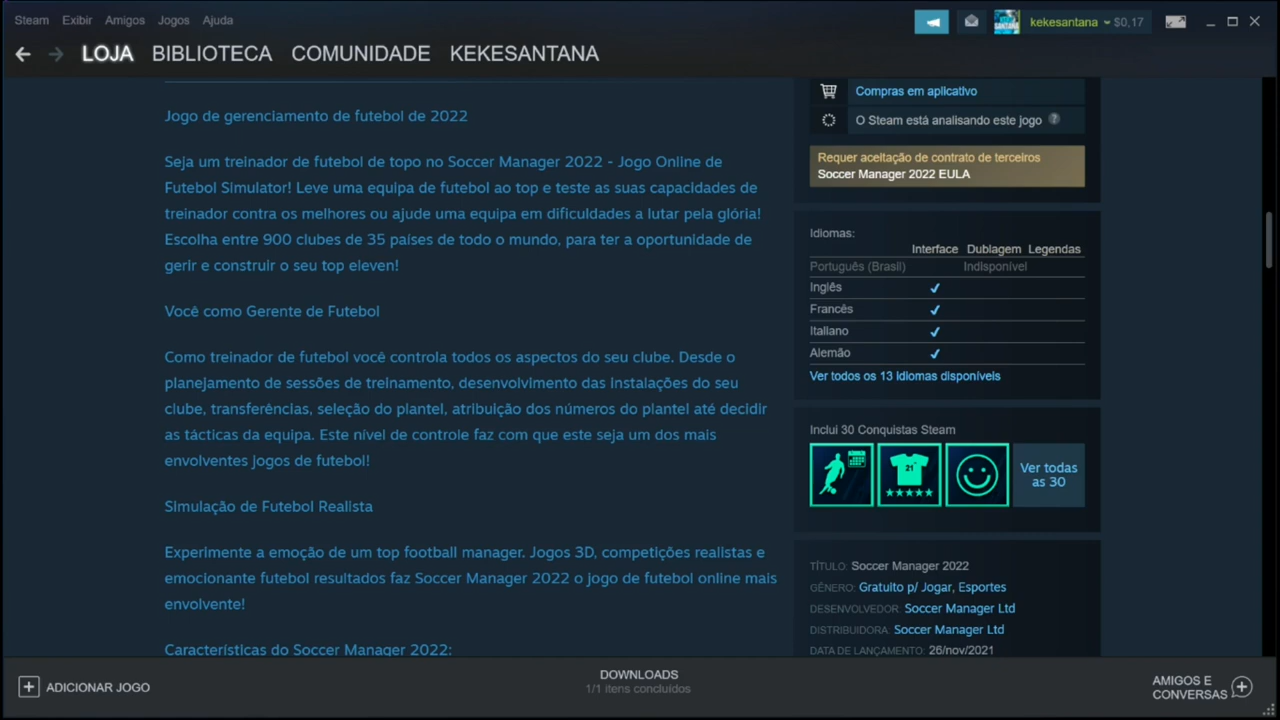 Steam Exibir Amigos Jogos Ajuda
kekesantana $0,17
LOJA BIBLIOTECA COMUNIDADE KEKESANTANA
Jogo de gerenciamento de futebol de 2022
Seja um treinador de futebol de topo no Soccer Manager 2022 - Jogo Online de
Futebol Simulator! Leve uma equipa de futebol ao top e teste as suas capacidades de
treinador contra os melhores ou ajude uma equipa em dificuldades a lutar pela glória!
Escolha entre 900 clubes de 35 países de todo o mundo, para ter a oportunidade de
gerir e construir o seu top eleven!
Você como Gerente de Futebol
Como treinador de futebol você controla todos os aspectos do seu clube. Desde o
planejamento de sessões de treinamento, desenvolvimento das instalações do seu
clube, transferências, seleção do plantel, atribuição dos números do plantel até decidir
as tácticas da equipa. Este nível de controle faz com que este seja um dos mais
envolventes jogos de futebol!
Simulação de Futebol Realista
Experimente a emoção de um top football manager. Jogos 3D, competições realistas e
emocionante futebol resultados faz Soccer Manager 2022 o jogo de futebol online mais
envolvente!
Características do Soccer Manager 2022:
Compras em aplicativo
O Steam está analisando este jogo ?
Requer aceitação de contrato de terceiros
Soccer Manager 2022 EULA
Idiomas:
Interface Dublagem Legendas
Português (Brasil) Indisponível
Inglês ✔
Francês ✔
Italiano ✔
Alemão ✔
Ver todos os 13 idiomas disponíveis
Inclui 30 Conquistas Steam
21
Ver todas
as 30
TÍTULO: Soccer Manager 2022
GÊNERO: Gratuito p/ Jogar, Esportes
DESENVOLVEDOR: Soccer Manager Ltd
DISTRIBUIDORA: Soccer Manager Ltd
DATA DE LANÇAMENTO: 26/nov/2021
ADICIONAR JOGO
DOWNLOADS
1/1 itens concluídos
AMIGOS E
CONVERSAS